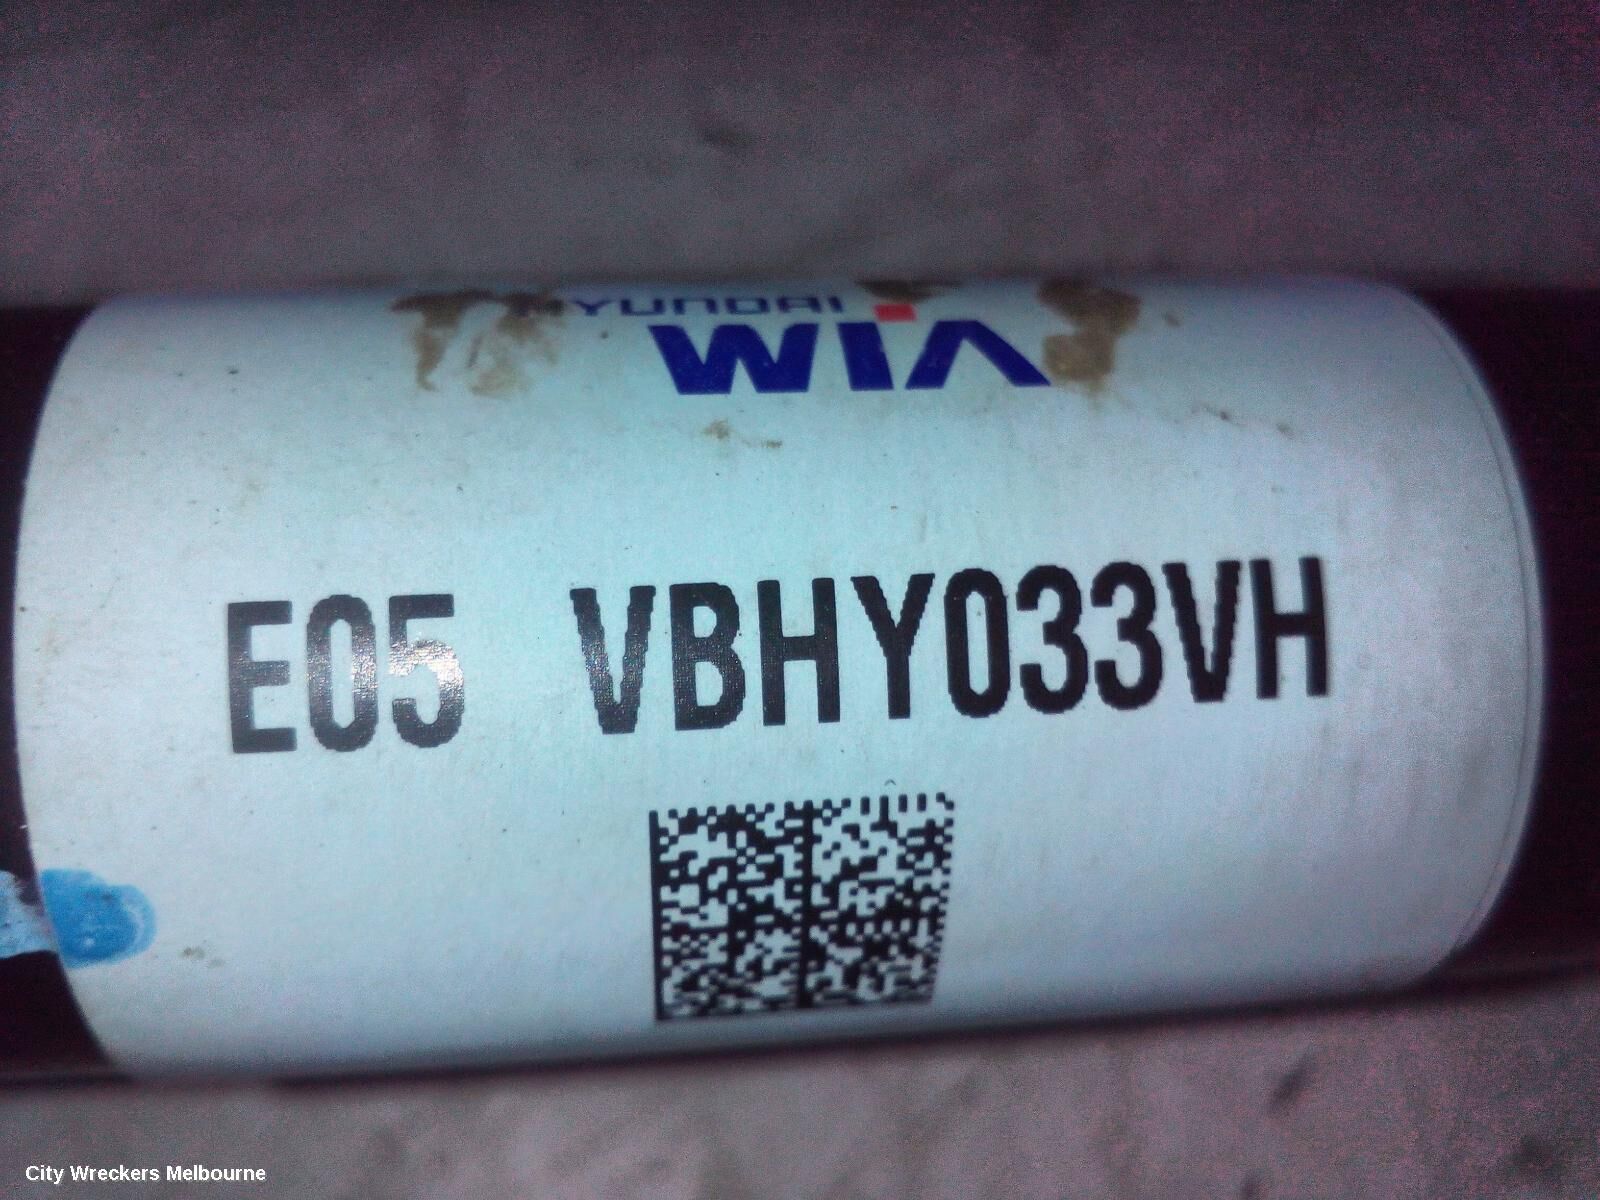 HYUNDAI
WIA
E05 VBHY033VH
City Wreckers Melbourne